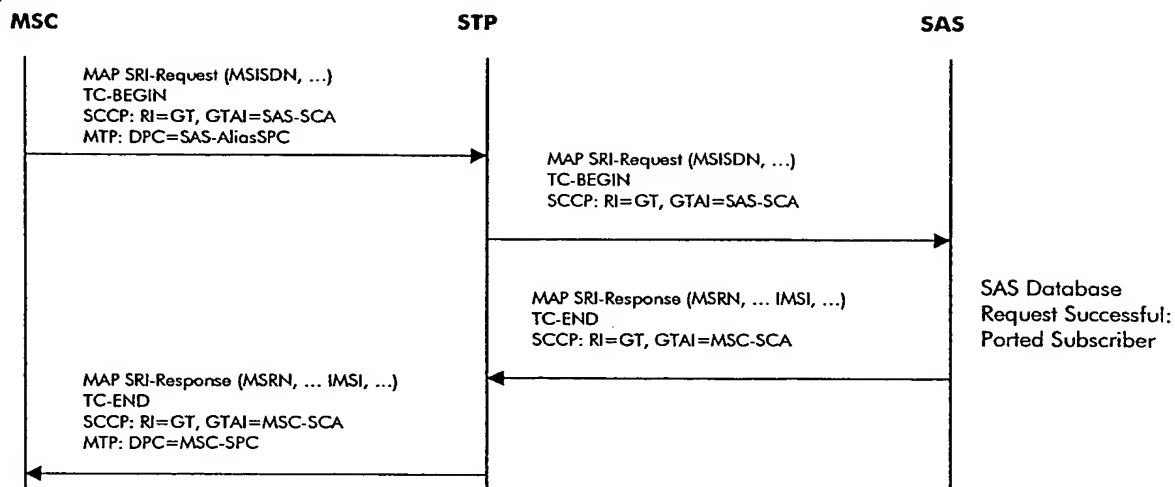 MSC
STP
SAS
MAP SRI-Request (MSISDN, ...)
TC-BEGIN
SCCP: RI=GT, GTAI=SAS-SCA
MTP: DPC=SAS-AliasSPC
MAP SRI-Request (MSISDN, ...)
TC-BEGIN
SCCP: RI=GT, GTAI=SAS-SCA
MAP SRI-Response (MSRN, ... IMSI, ...)
TC-END
SCCP: RI=GT, GTAI=MSC-SCA
SAS Database
Request Successful:
Ported Subscriber
MAP SRI-Response (MSRN, ... IMSI, ...)
TC-END
SCCP: RI=GT, GTAI=MSC-SCA
MTP: DPC=MSC-SPC